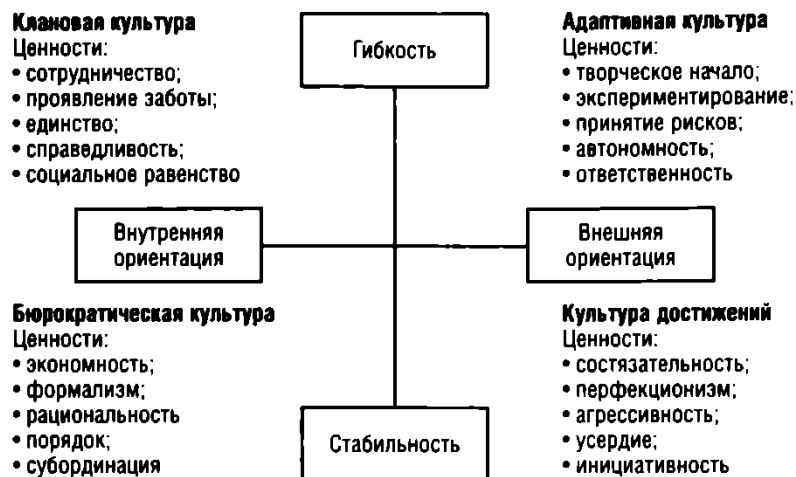 Клановая культура
Ценности:
• сотрудничество;
• проявление заботы;
• единство;
• справедливость;
• социальное равенство
Гибкость
Адаптивная культура
Ценности:
• творческое начало;
• экспериментирование;
• принятие рисков;
• автономность;
• ответственность
Внутренняя
ориентация
Внешняя
ориентация
Бюрократическая культура
Ценности:
• экономность;
• формализм;
• рациональность
• порядок;
• субординация
Стабильность
Культура достижений
Ценности:
• состязательность;
• перфекционизм;
• агрессивность;
• усердие;
• инициативность